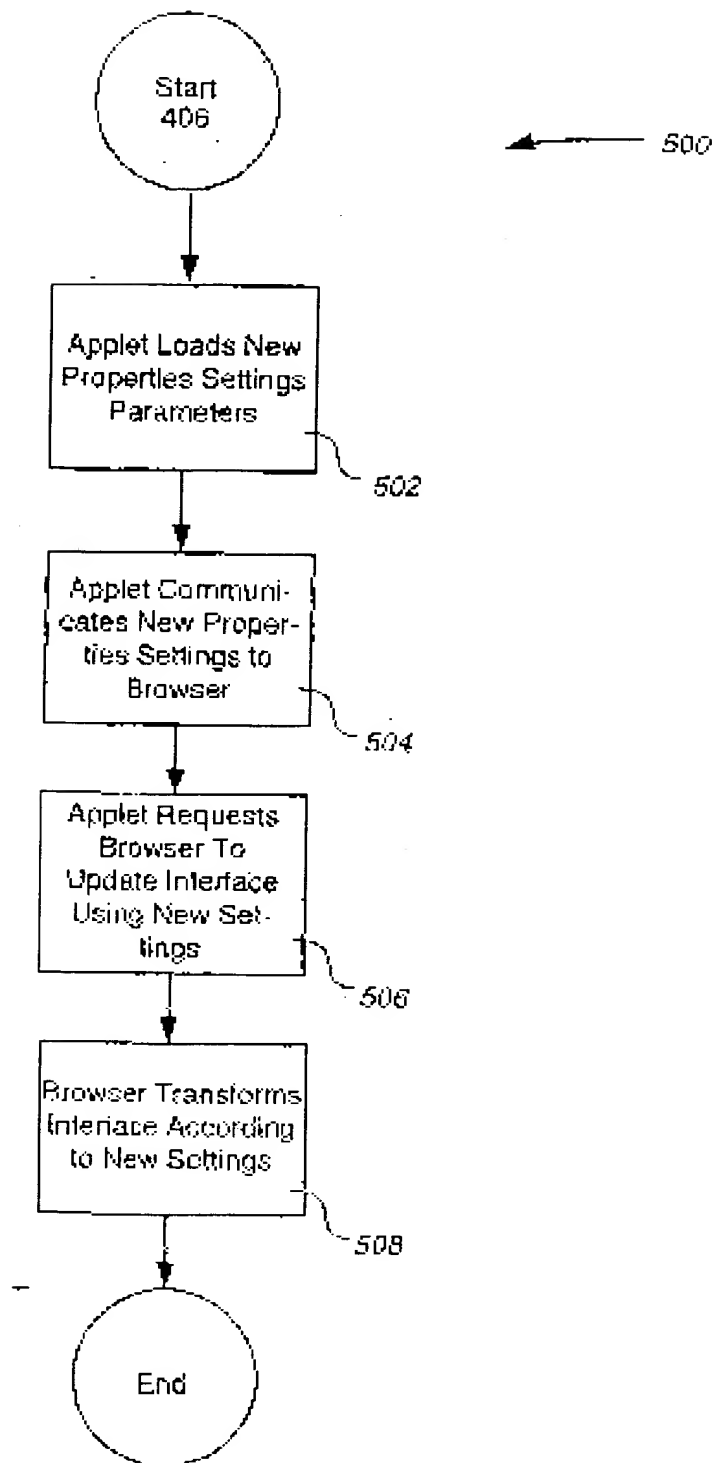 Start
406
500
Applet Loads New
Properties Settings
Parameters
502
Applet Communi-
cates New Proper-
ties Settings to
Browser
504
Applet Requests
Browser To
Update Interface
Using New Set-
tings
506
Browser Transforms
Interface According
to New Settings
508
End